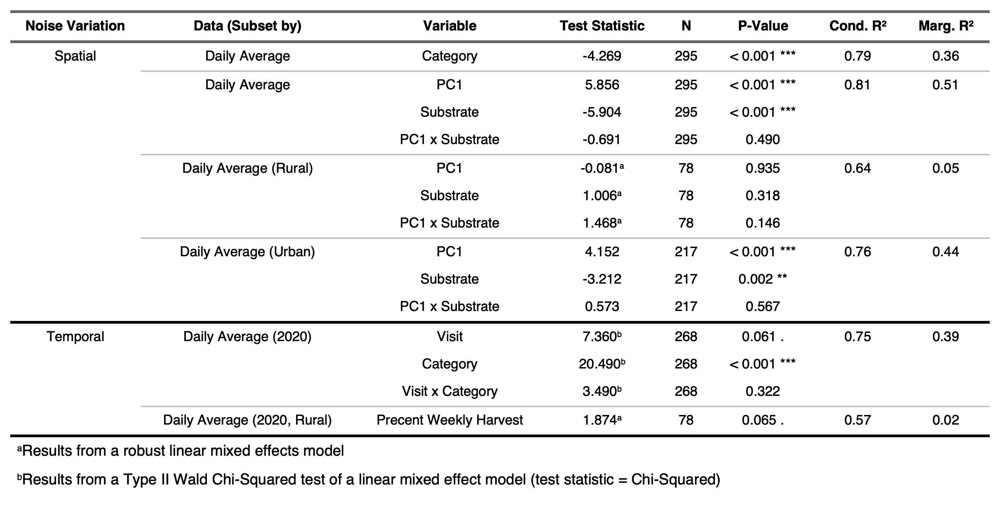 Noise Variation Data (Subset by) Variable Test Statistic N P-Value Cond. R² Marg. R²
Spatial Daily Average Category -4.269 295 < 0.001 *** 0.79 0.36
Daily Average PC1 5.856 295 < 0.001 *** 0.81 0.51
Substrate -5.904 295 < 0.001 ***
PC1 x Substrate -0.691 295 0.490
Daily Average (Rural) PC1 -0.081ᵃ 78 0.935 0.64 0.05
Substrate 1.006ᵃ 78 0.318
PC1 x Substrate 1.468ᵃ 78 0.146
Daily Average (Urban) PC1 4.152 217 < 0.001 *** 0.76 0.44
Substrate -3.212 217 0.002 **
PC1 x Substrate 0.573 217 0.567
Temporal Daily Average (2020) Visit 7.360ᵇ 268 0.061 . 0.75 0.39
Category 20.490ᵇ 268 < 0.001 ***
Visit x Category 3.490ᵇ 268 0.322
Daily Average (2020, Rural) Precent Weekly Harvest 1.874ᵃ 78 0.065 . 0.57 0.02
ᵃResults from a robust linear mixed effects model
ᵇResults from a Type II Wald Chi-Squared test of a linear mixed effect model (test statistic = Chi-Squared)